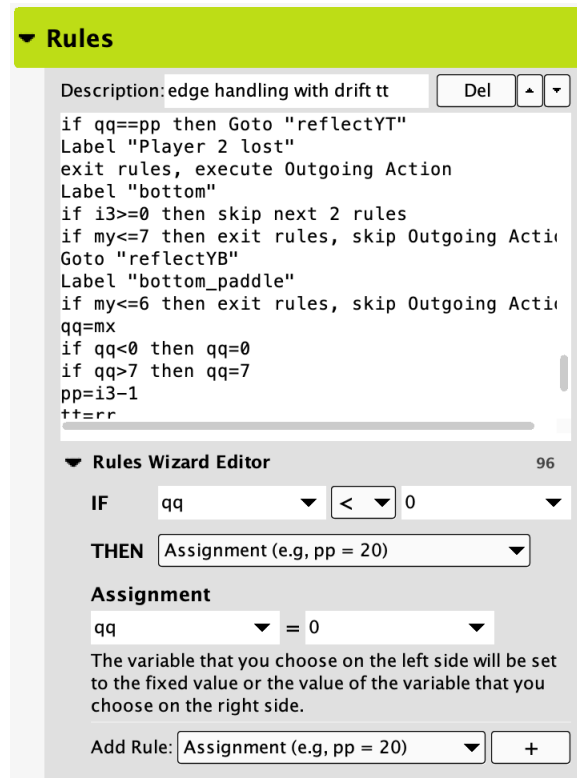 Rules
Description: edge handling with drift tt Del
if qq==pp then Goto "reflectYT"
Label "Player 2 lost"
exit rules, execute Outgoing Action
Label "bottom"
if i3>=0 then skip next 2 rules
if my<=7 then exit rules, skip Outgoing Actio
Goto "reflectYB"
Label "bottom_paddle"
if my<=6 then exit rules, skip Outgoing Actio
qq=mx
if qq<0 then qq=0
if qq>7 then qq=7
pp=i3-1
tt=rr
Rules Wizard Editor 96
IF qq < 0
THEN Assignment (e.g, pp = 20)
Assignment
qq = 0
The variable that you choose on the left side will be set
to the fixed value or the value of the variable that you
choose on the right side.
Add Rule: Assignment (e.g, pp = 20) +